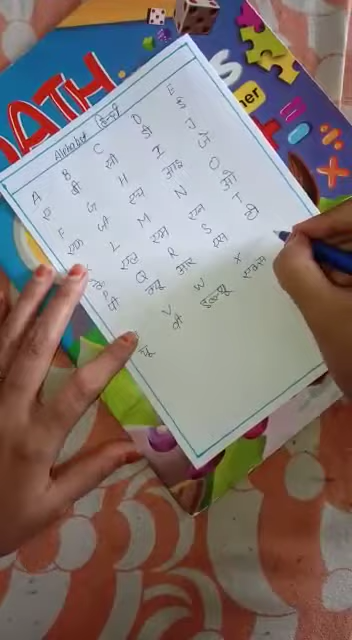 Alphabet हिन्दी
A B C D E
ए बी सी डी ई
F G H I J
एफ जी एच आई जे
L M N O
के एल एम एन ओ
P Q R S T
पी क्यू आर एस टी
V W X
यू वी डब्ल्यू एक्स
MATH